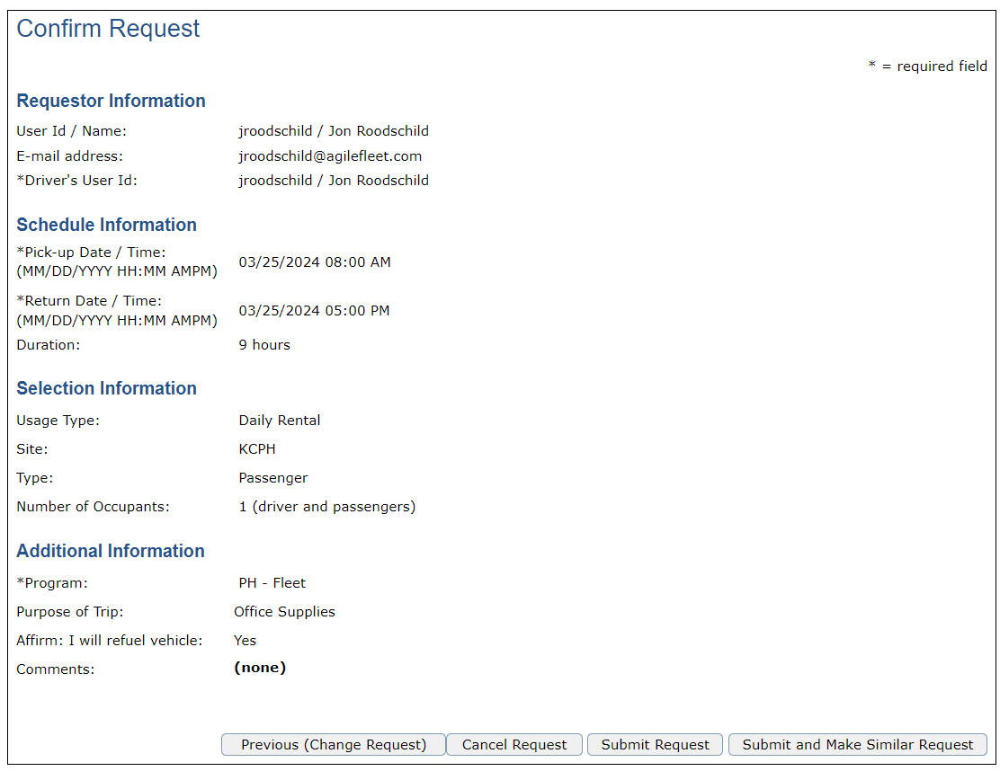 Confirm Request
* = required field
Requestor Information
User Id / Name: jroodschild / Jon Roodschild
E-mail address: jroodschild@agilefleet.com
*Driver's User Id: jroodschild / Jon Roodschild
Schedule Information
*Pick-up Date / Time:
(MM/DD/YYYY HH:MM AMPM) 03/25/2024 08:00 AM
*Return Date / Time:
(MM/DD/YYYY HH:MM AMPM) 03/25/2024 05:00 PM
Duration: 9 hours
Selection Information
Usage Type: Daily Rental
Site: KCPH
Type: Passenger
Number of Occupants: 1 (driver and passengers)
Additional Information
*Program: PH - Fleet
Purpose of Trip: Office Supplies
Affirm: I will refuel vehicle: Yes
Comments: (none)
Previous (Change Request) Cancel Request Submit Request Submit and Make Similar Request